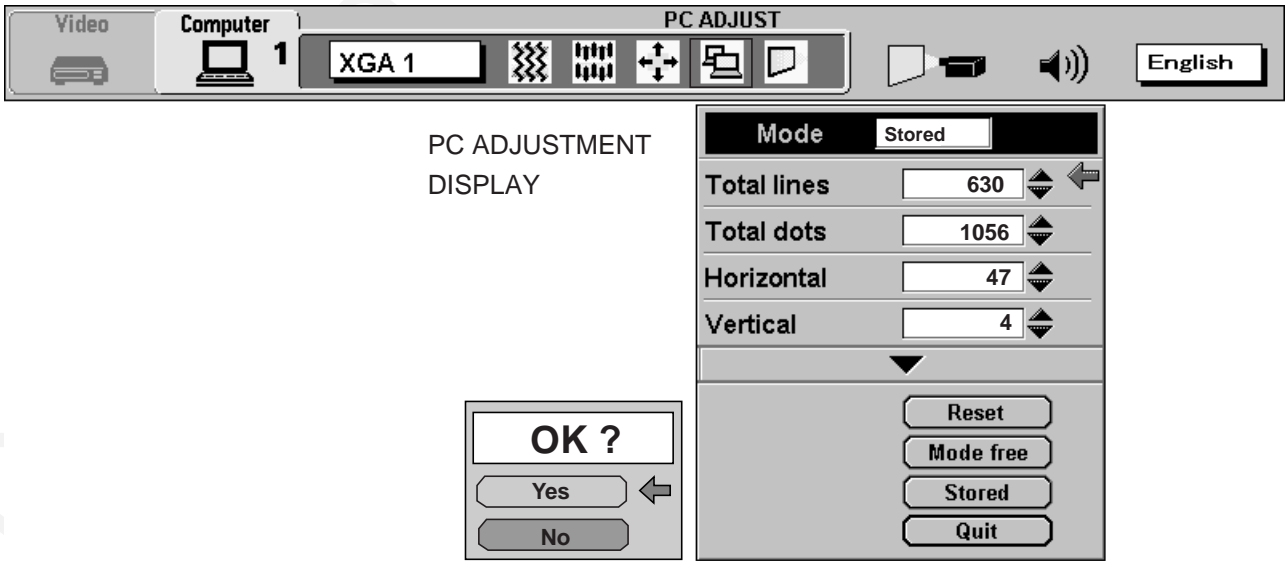 PC ADJUST
Video
Computer
1
XGA 1
English
PC ADJUSTMENT
DISPLAY
Mode Stored
Total lines 630
Total dots 1056
Horizontal 47
Vertical 4
Reset
Mode free
Stored
Quit
OK ?
Yes
No